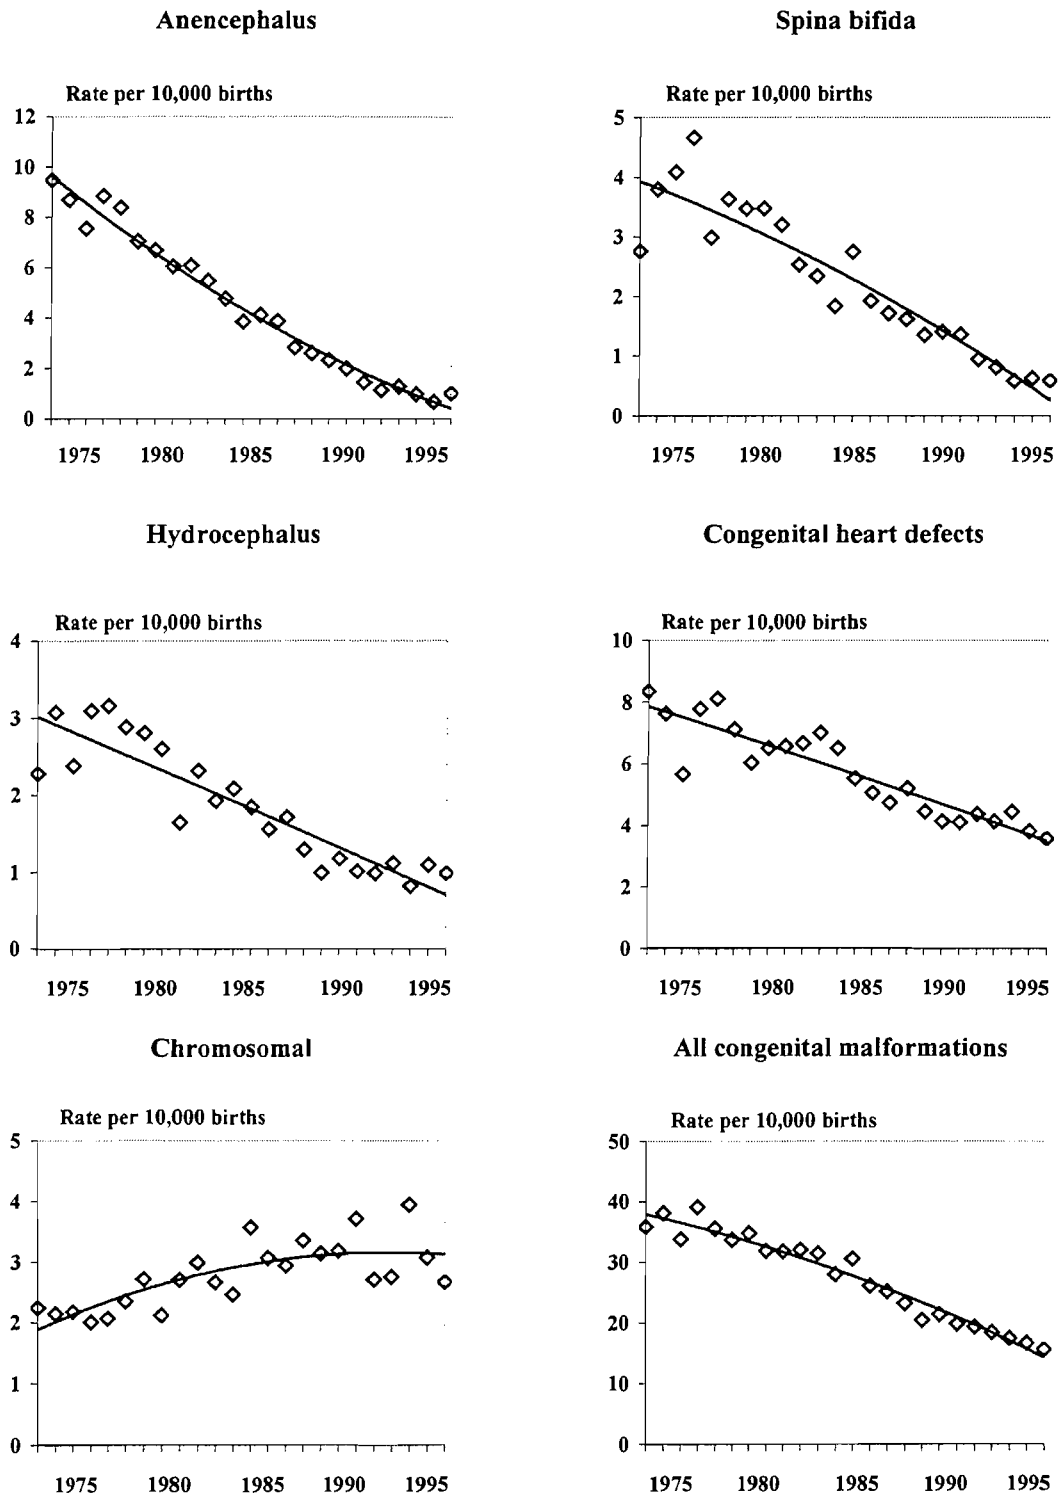 Anencephalus
Rate per 10,000 births
12
10
8
6
4
2
0
1975 1980 1985 1990 1995
Spina bifida
Rate per 10,000 births
5
4
3
2
1
0
1975 1980 1985 1990 1995
Hydrocephalus
Rate per 10,000 births
4
3
2
1
0
1975 1980 1985 1990 1995
Congenital heart defects
Rate per 10,000 births
10
8
6
4
2
0
1975 1980 1985 1990 1995
Chromosomal
Rate per 10,000 births
5
4
3
2
1
0
1975 1980 1985 1990 1995
All congenital malformations
Rate per 10,000 births
50
40
30
20
10
0
1975 1980 1985 1990 1995